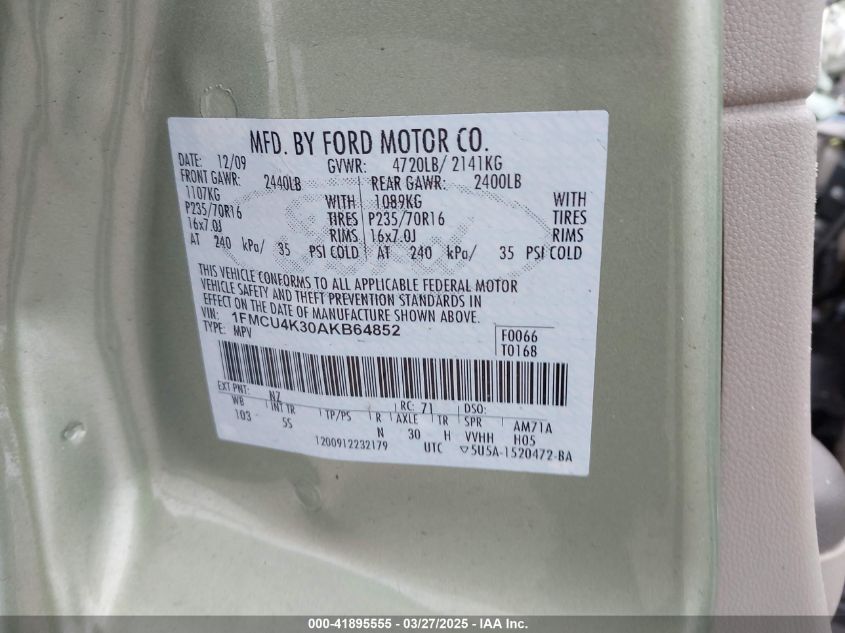 MFD. BY FORD MOTOR CO.
DATE: 12/09 GVWR: 4720LB/ 2141KG
FRONT GAWR: 2440LB REAR GAWR: 2400LB
1107KG WITH 1089KG WITH
P235/70R16 TIRES P235/70R16 TIRES
16x7.0J RIMS 16x7.0J RIMS
AT 240 kPa/ 35 PSI COLD AT 240 kPa/ 35 PSI COLD
THIS VEHICLE CONFORMS TO ALL APPLICABLE FEDERAL MOTOR
VEHICLE SAFETY AND THEFT PREVENTION STANDARDS IN
EFFECT ON THE DATE OF MANUFACTURE SHOWN ABOVE.
VIN: 1FMCU4K30AKB64852 F0066
TYPE: MPV T0168
EXT PNT: NZ RC: 71 DSO:
WB INT TR TP/PS R AXLE TR SPR AM71A
103 5S N 30 H VVHH H05
1200912232179 UTC ▽5U5A-1520472-BA
000-41895555 — 03/27/2025 — IAA Inc.